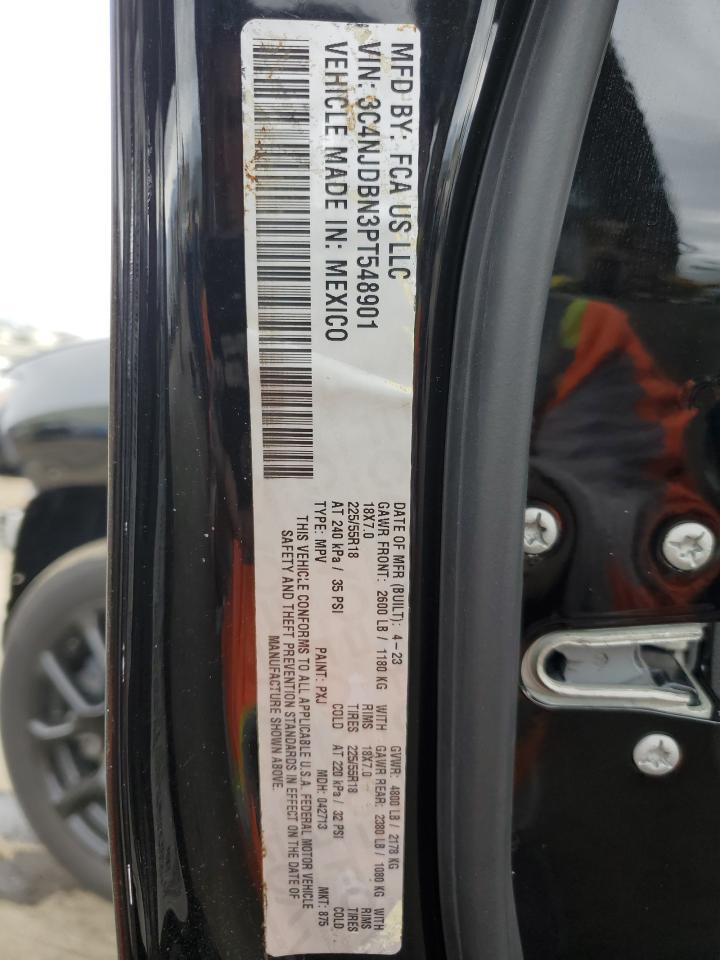 MFD BY: FCA US LLC
VIN: 3C4NJDBN3PT548901
VEHICLE MADE IN: MEXICO
DATE OF MFR (BUILT): 4-23 GVWR: 4800 LB / 2178 KG
GAWR FRONT: 2600 LB / 1180 KG WITH GAWR REAR: 2380 LB / 1080 KG WITH
18X7.0 RIMS 18X7.0 RIMS
225/55R18 TIRES 225/55R18 TIRES
AT 240 kPa / 35 PSI COLD AT 220 kPa / 32 PSI COLD
TYPE: MPV PAINT: PXJ MDH: 042713 MKT: 875
THIS VEHICLE CONFORMS TO ALL APPLICABLE U.S.A. FEDERAL MOTOR VEHICLE
SAFETY AND THEFT PREVENTION STANDARDS IN EFFECT ON THE DATE OF
MANUFACTURE SHOWN ABOVE.